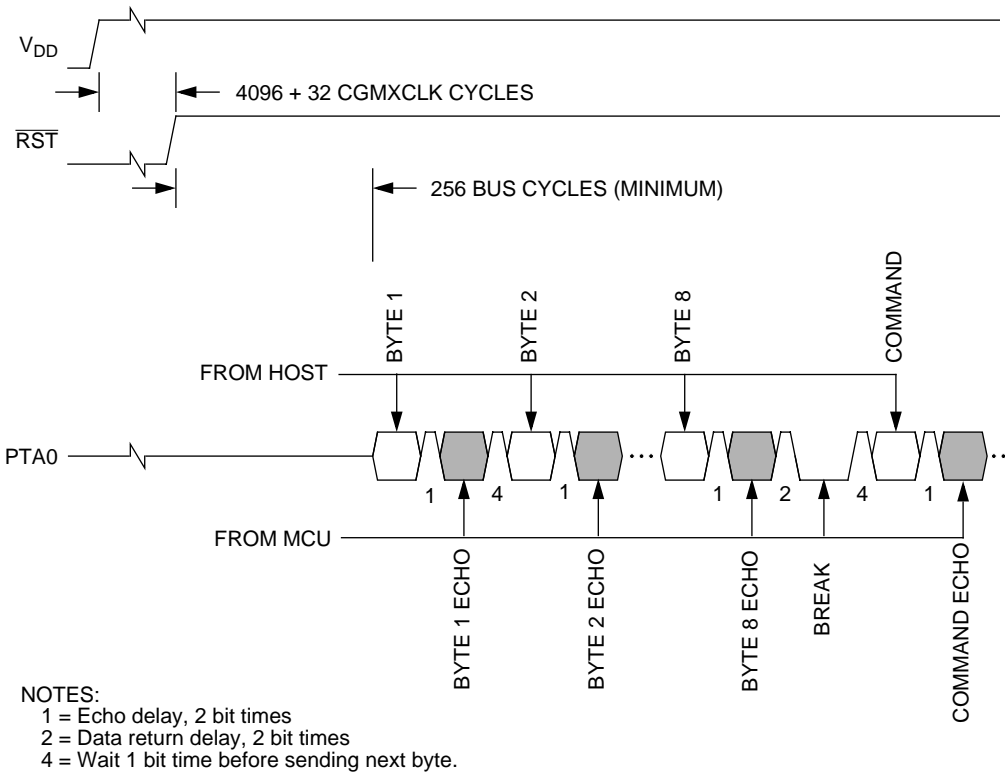 VDD
4096 + 32 CGMXCLK CYCLES
RST
256 BUS CYCLES (MINIMUM)
BYTE 1
BYTE 2
BYTE 8
COMMAND
FROM HOST
PTA0
1
4
1
1
2
4
1
FROM MCU
BYTE 1 ECHO
BYTE 2 ECHO
BYTE 8 ECHO
BREAK
COMMAND ECHO
NOTES:
1 = Echo delay, 2 bit times
2 = Data return delay, 2 bit times
4 = Wait 1 bit time before sending next byte.